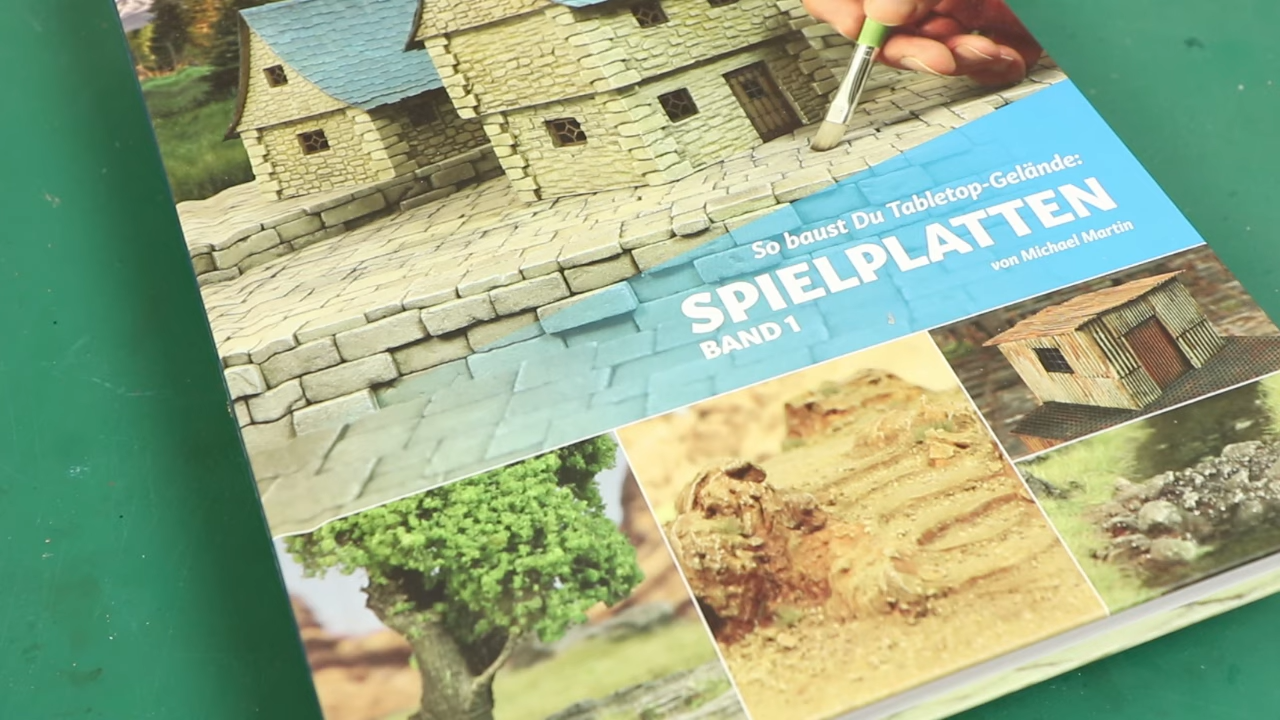 So baust Du Tabletop-Gelände:
SPIELPLATTEN
von Michael Martin
BAND 1